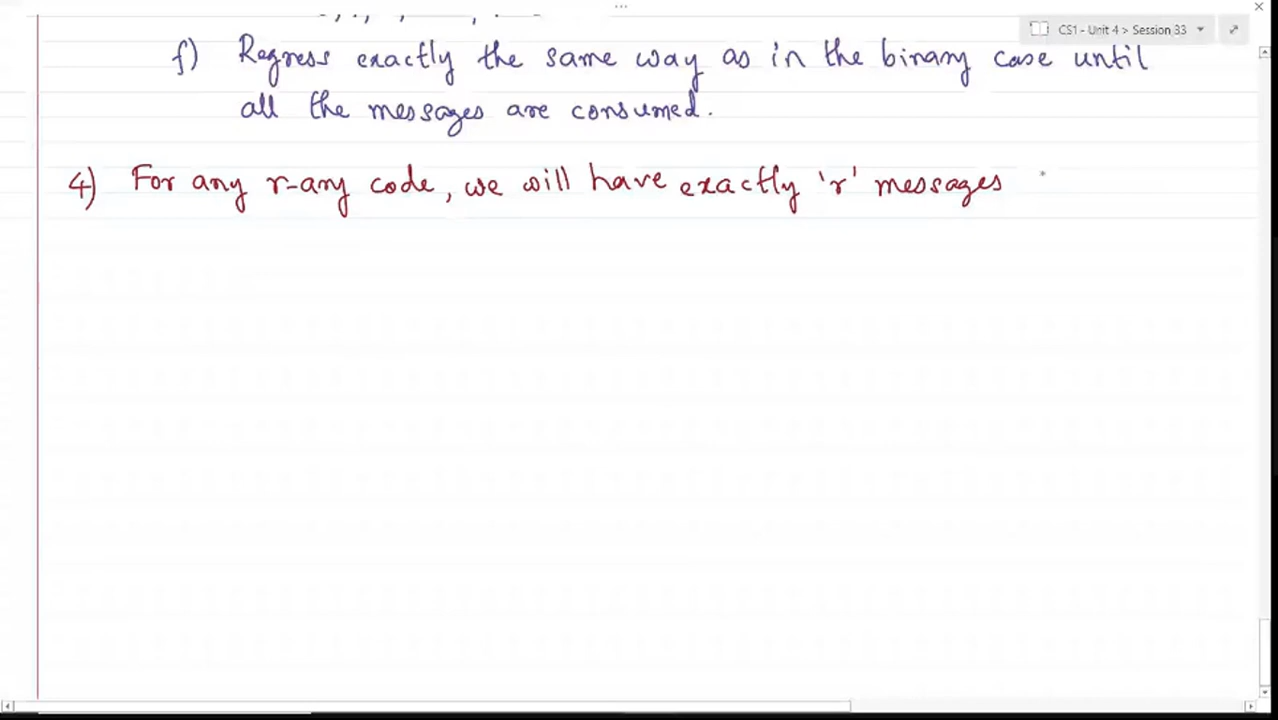 CS1 - Unit 4 > Session 33
f) Regress exactly the same way as in the binary case until
all the messages are consumed.
4) For any r-any code, we will have exactly 'r' messages